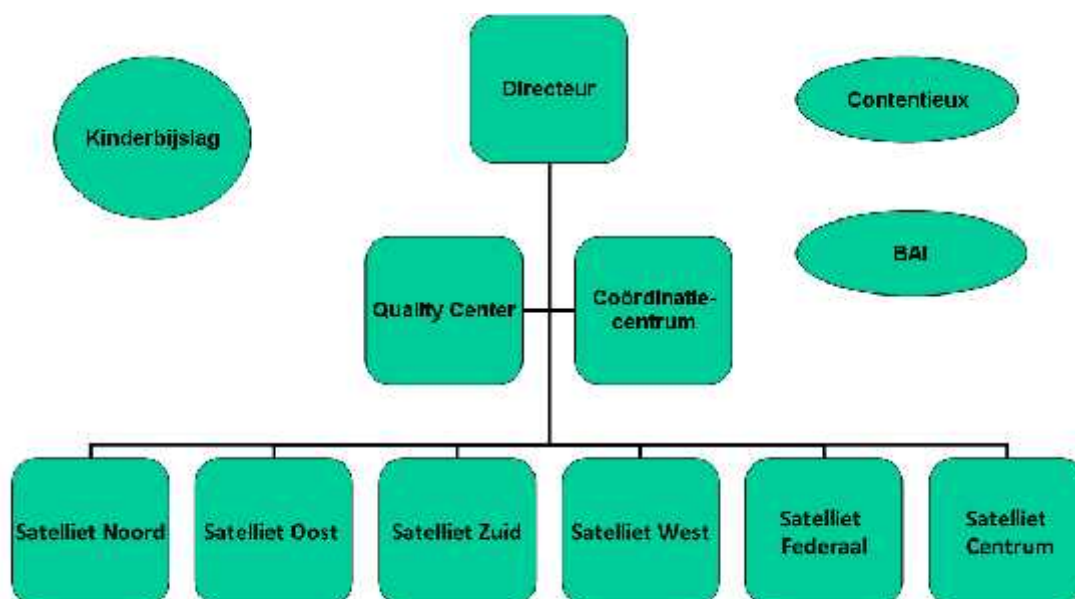 Directeur
Kinderbijslag
Contentieux
BAI
Quality Center
Coördinatie-
centrum
Satelliet Noord
Satelliet Oost
Satelliet Zuid
Satelliet West
Satelliet
Federaal
Satelliet
Centrum